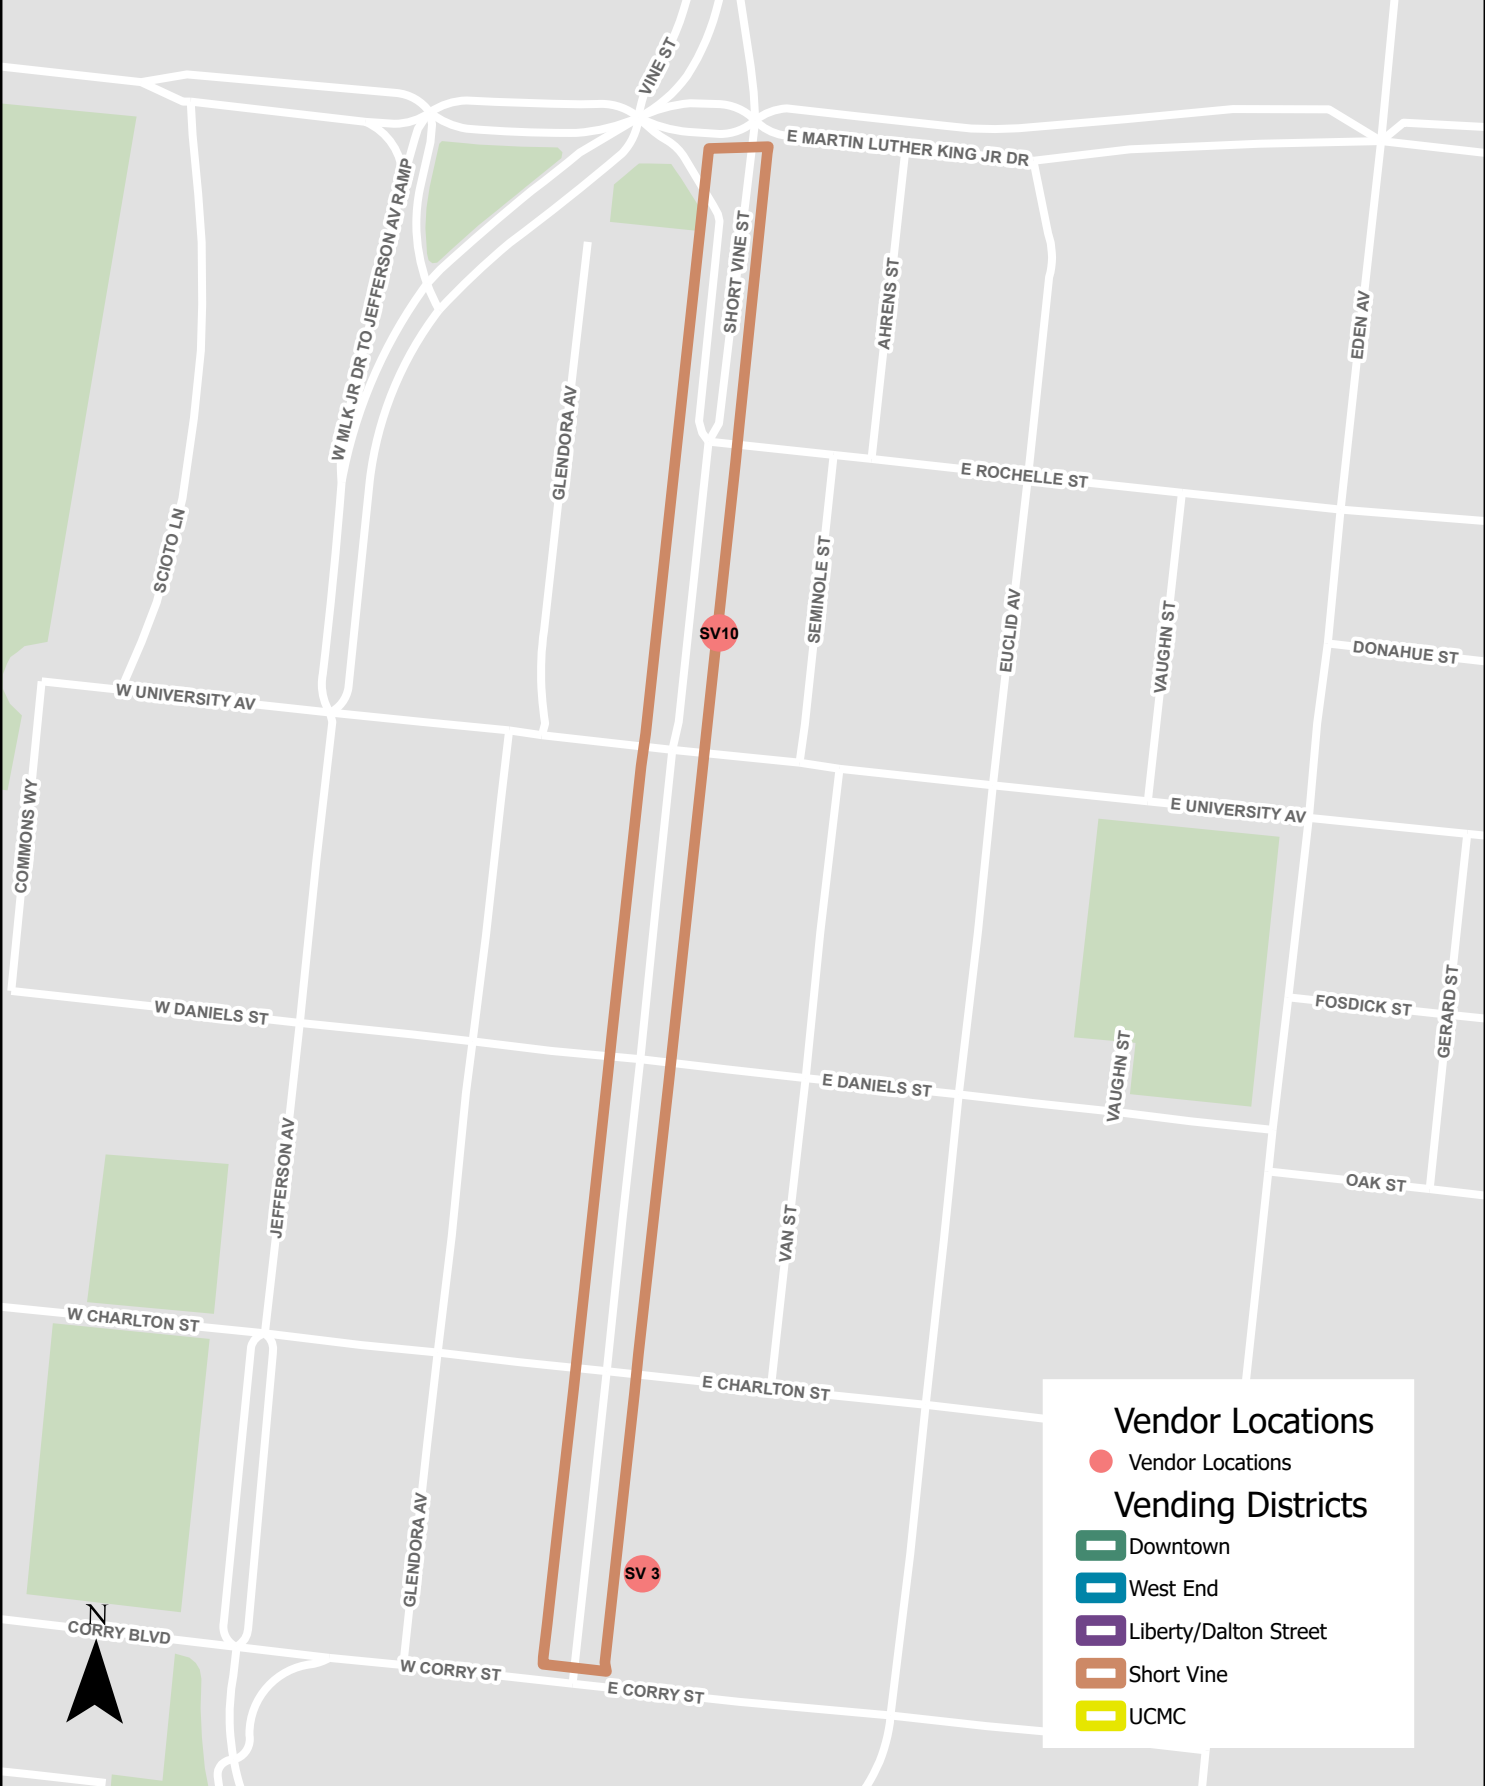 VINE ST
E MARTIN LUTHER KING JR DR
W MLK JR DR TO JEFFERSON AV RAMP
SHORT VINE ST
AHRENS ST
EDEN AV
GLENDORA AV
E ROCHELLE ST
SCIOTO LN
SEMINOLE ST
EUCLID AV
VAUGHN ST
SV10
DONAHUE ST
W UNIVERSITY AV
E UNIVERSITY AV
COMMONS WY
W DANIELS ST
FOSDICK ST
GERARD ST
E DANIELS ST
VAUGHN ST
JEFFERSON AV
OAK ST
VAN ST
W CHARLTON ST
E CHARLTON ST
GLENDORA AV
SV 3
N
CORRY BLVD
W CORRY ST
E CORRY ST
Vendor Locations
Vendor Locations
Vending Districts
Downtown
West End
Liberty/Dalton Street
Short Vine
UCMC